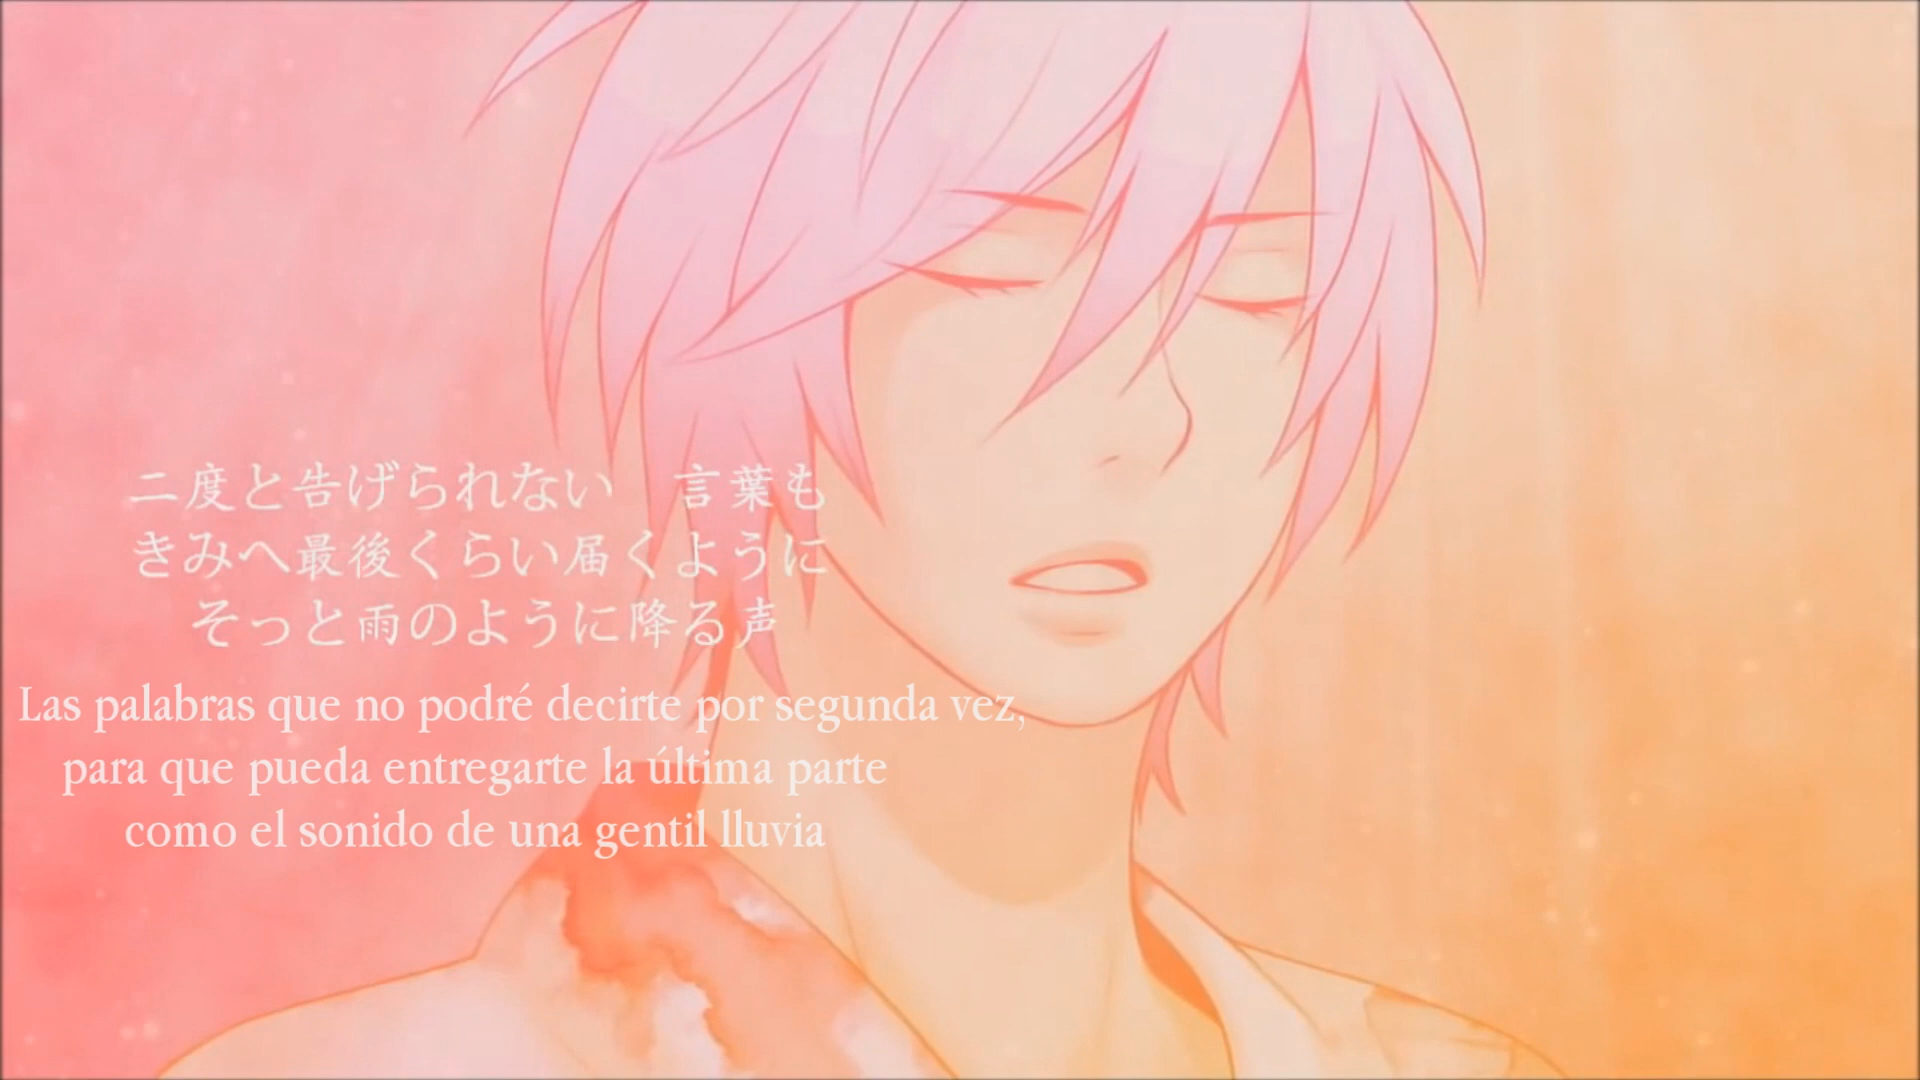 二度と告げられない　言葉も
きみへ最後くらい届くように
そっと雨のように降る声
Las palabras que no podré decirte por segunda vez,
para que pueda entregarte la última parte
como el sonido de una gentil lluvia